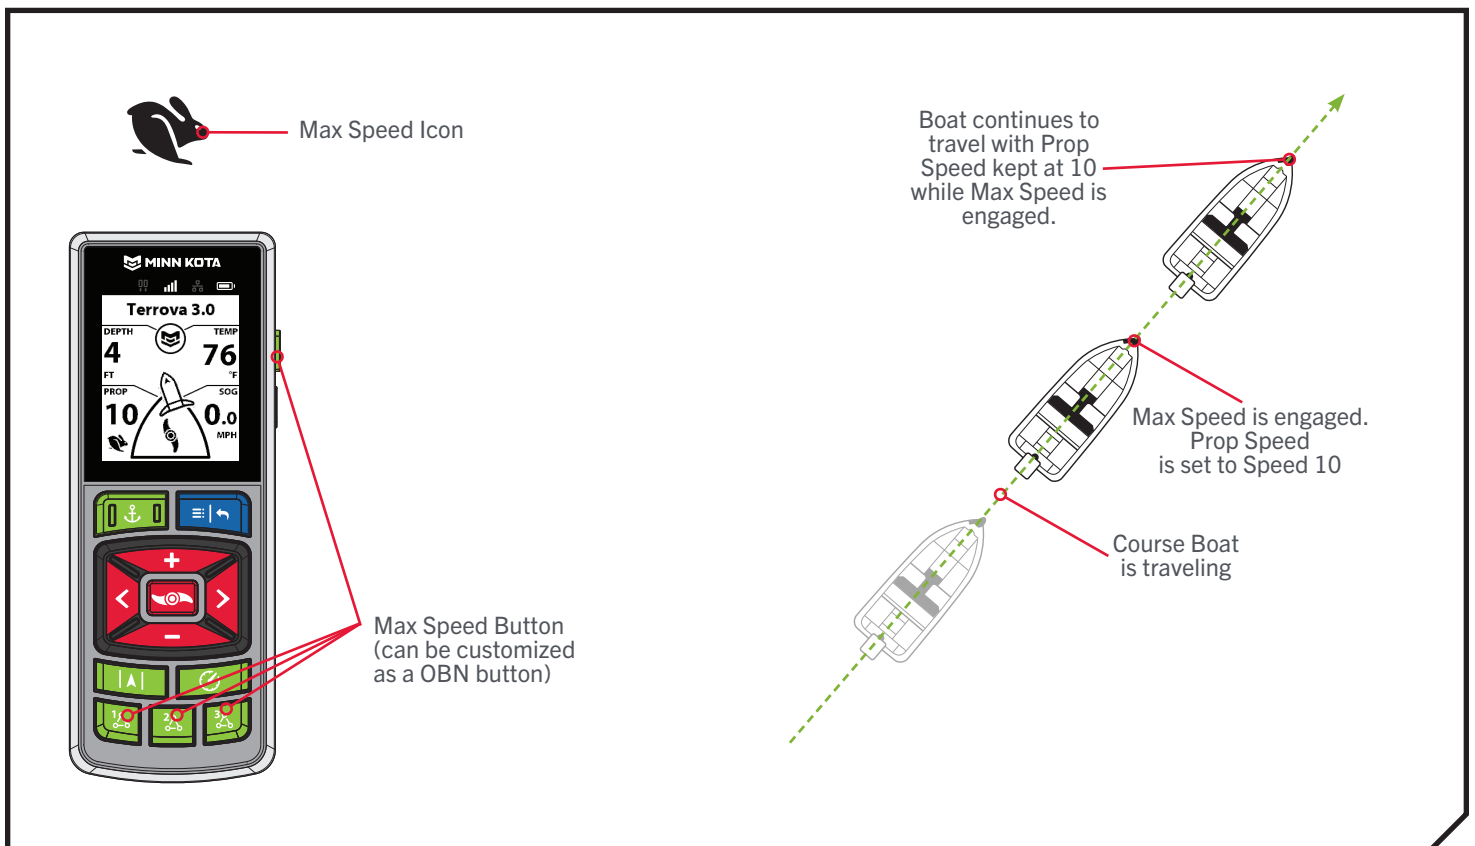 Max Speed Icon
MINN KOTA
Terrova 3.0
DEPTH
TEMP
4
76
FT
°F
PROP
SOG
10
0.0
MPH
1
2
3
Max Speed Button
(can be customized
as a OBN button)
Boat continues to
travel with Prop
Speed kept at 10
while Max Speed is
engaged.
Max Speed is engaged.
Prop Speed
is set to Speed 10
Course Boat
is traveling